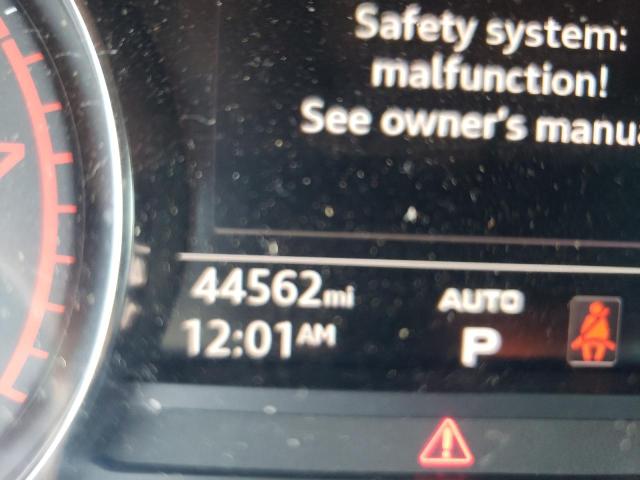 Safety system:
malfunction!
See owner's manua
44562mi
AUTO
12:01AM
P